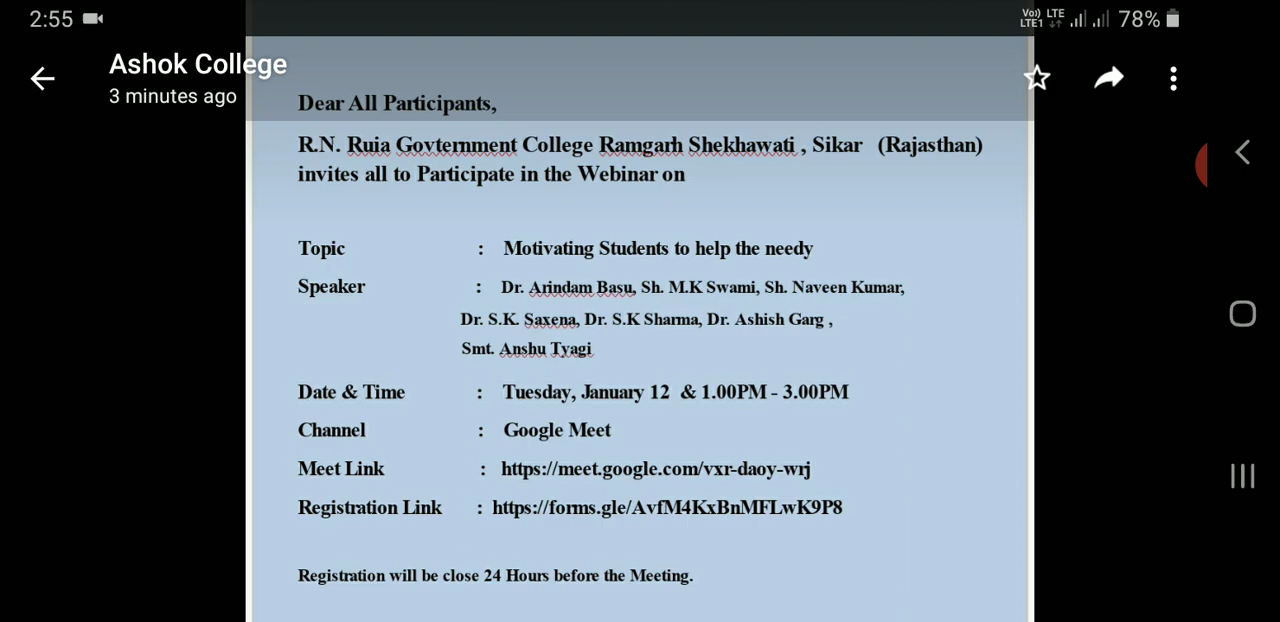 2:55
Vo)) LTE
LTE1
78%
Ashok College
3 minutes ago
Dear All Participants,
R.N. Ruia Govternment College Ramgarh Shekhawati , Sikar (Rajasthan)
invites all to Participate in the Webinar on
Topic : Motivating Students to help the needy
Speaker : Dr. Arindam Basu, Sh. M.K Swami, Sh. Naveen Kumar,
Dr. S.K. Saxena, Dr. S.K Sharma, Dr. Ashish Garg ,
Smt. Anshu Tyagi
Date & Time : Tuesday, January 12 & 1.00PM - 3.00PM
Channel : Google Meet
Meet Link : https://meet.google.com/vxr-daoy-wrj
Registration Link : https://forms.gle/AvfM4KxBnMFLwK9P8
Registration will be close 24 Hours before the Meeting.